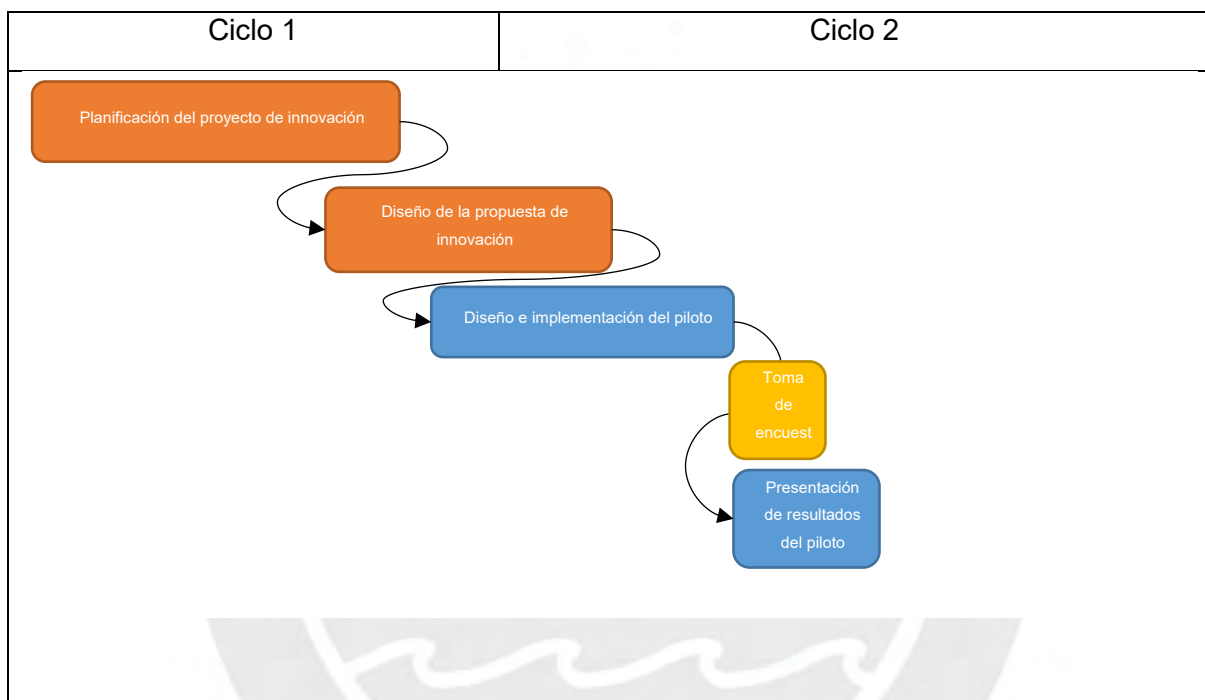 Ciclo 1
Ciclo 2
Planificación del proyecto de innovación
Diseño de la propuesta de
innovación
Diseño e implementación del piloto
Toma
de
encuest
Presentación
de resultados
del piloto